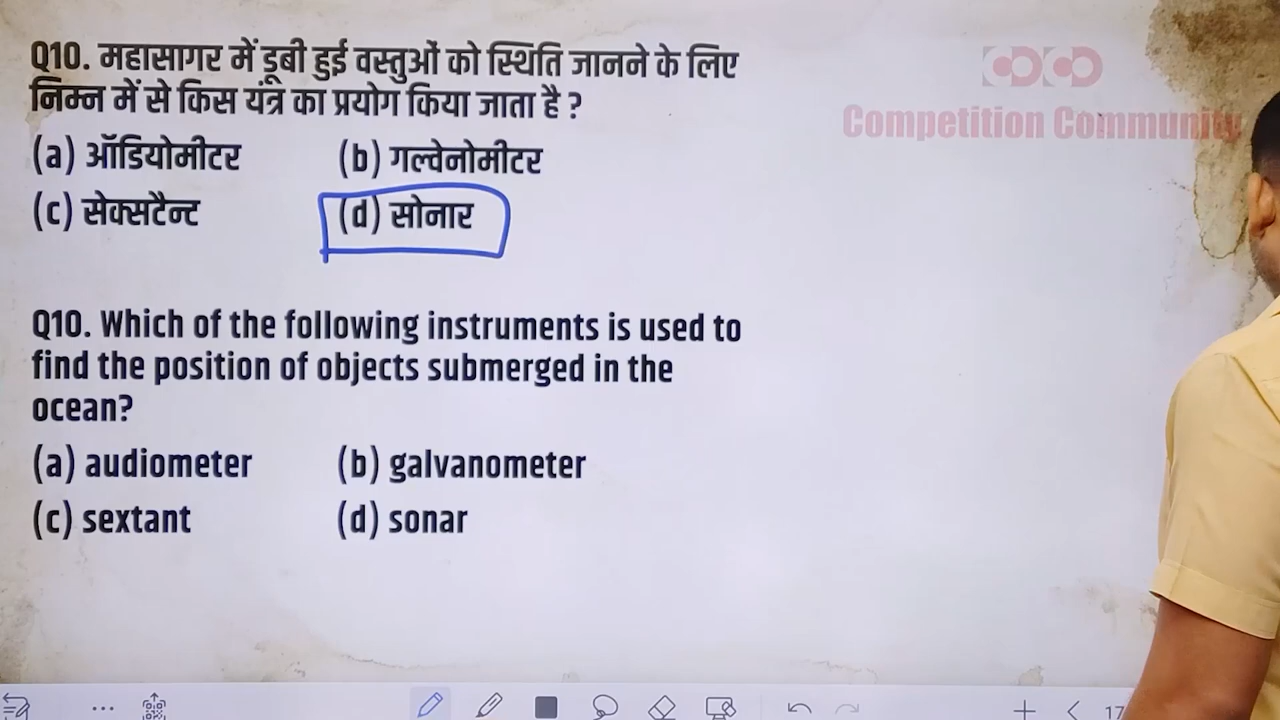 Q10. महासागर में डूबी हुई वस्तुओं को स्थिति जानने के लिए
निम्न में से किस यंत्र का प्रयोग किया जाता है ?
(a) ऑडियोमीटर (b) गल्वेनोमीटर
(c) सेक्सटैन्ट (d) सोनार
Competition Community
Q10. Which of the following instruments is used to
find the position of objects submerged in the
ocean?
(a) audiometer (b) galvanometer
(c) sextant (d) sonar
17